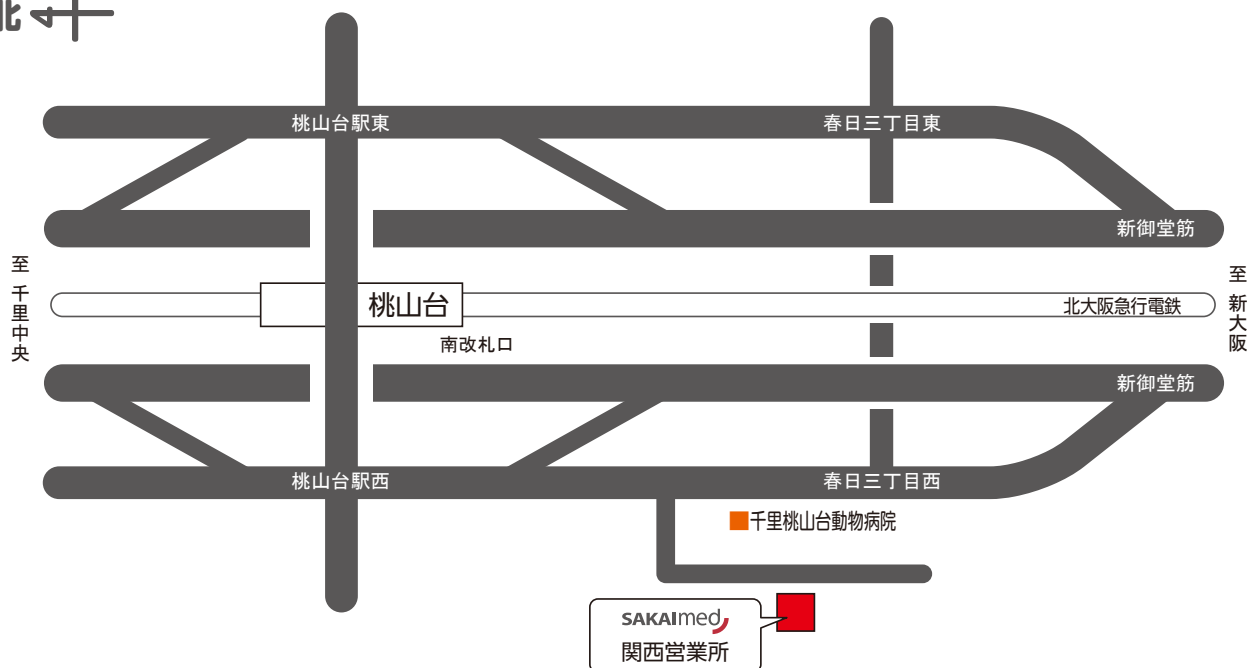 北
桃山台駅東
春日三丁目東
新御堂筋
至 千里中央
桃山台
北大阪急行電鉄
至 新大阪
南改札口
新御堂筋
桃山台駅西
春日三丁目西
千里桃山台動物病院
SAKAImed
関西営業所